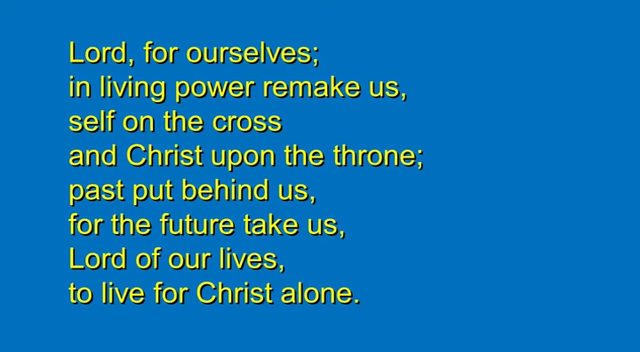 Lord, for ourselves;
in living power remake us,
self on the cross
and Christ upon the throne;
past put behind us,
for the future take us,
Lord of our lives,
to live for Christ alone.